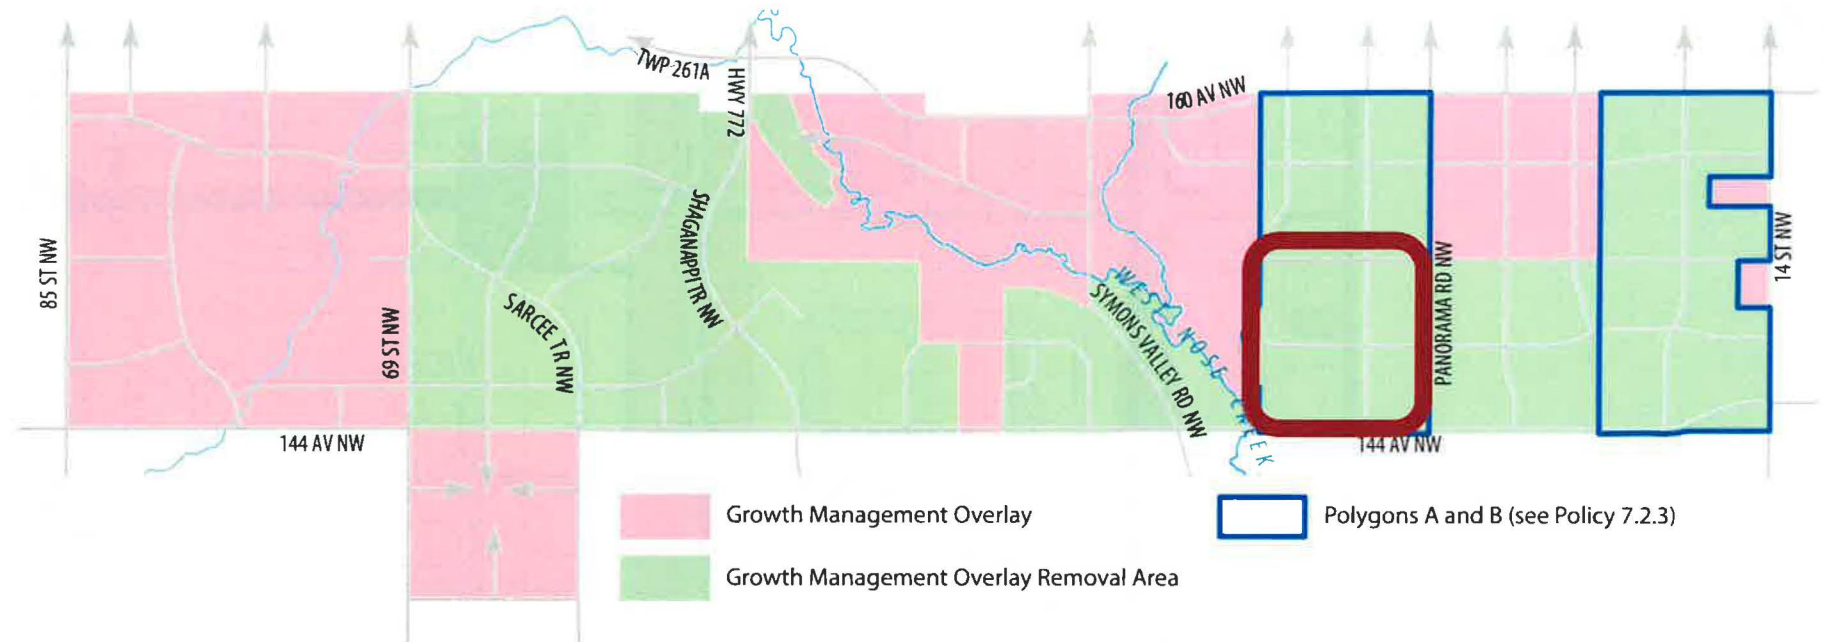 TWP 261A
HWY 772
160 AV NW
85 ST NW
69 ST NW
SARCEE TR NW
SHAGANAPPI TR NW
WEST NOSE CREEK
SYMONS VALLEY RD NW
PANORAMA RD NW
14 ST NW
144 AV NW
144 AV NW
Growth Management Overlay
Polygons A and B (see Policy 7.2.3)
Growth Management Overlay Removal Area